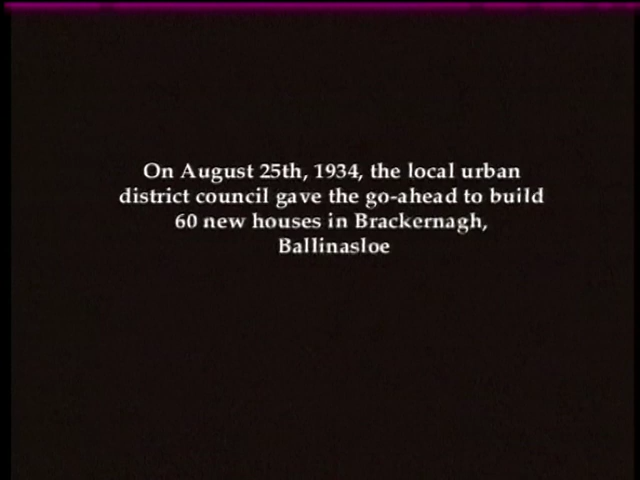 On August 25th, 1934, the local urban
district council gave the go-ahead to build
60 new houses in Brackernagh,
Ballinasloe